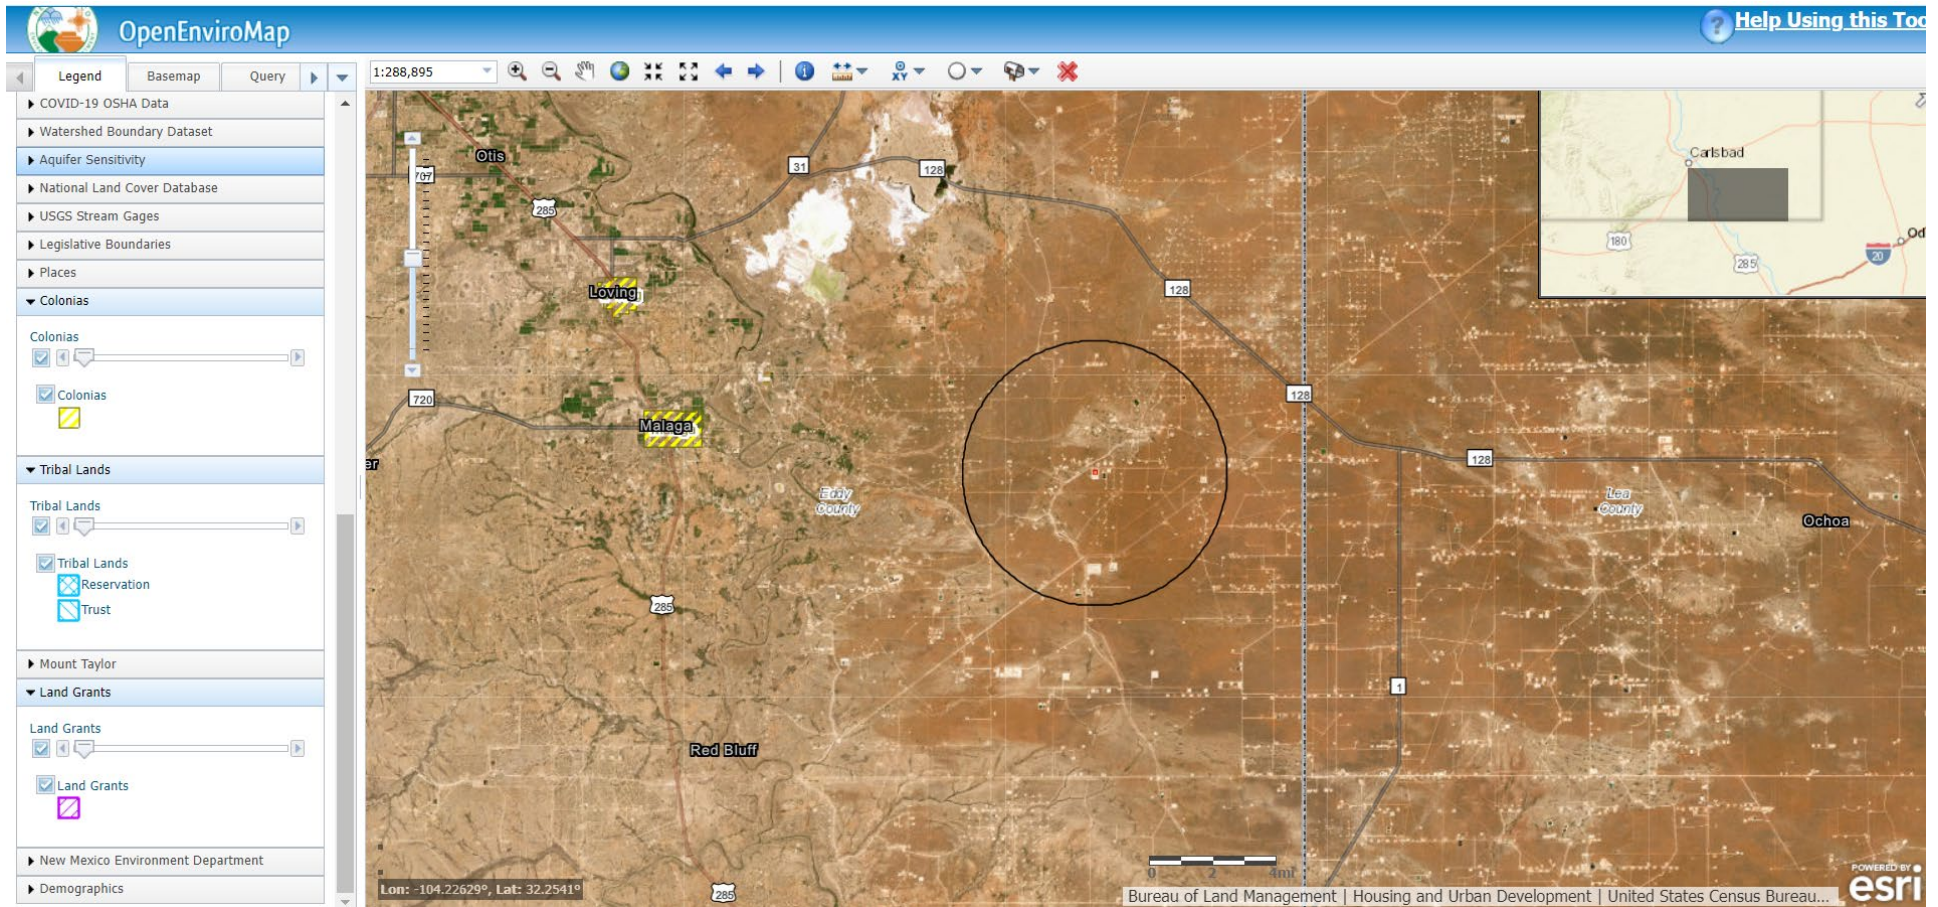 OpenEnviroMap
Help Using this Too
Legend
Basemap
Query
1:288,895
COVID-19 OSHA Data
Watershed Boundary Dataset
Aquifer Sensitivity
National Land Cover Database
USGS Stream Gages
Legislative Boundaries
Places
Colonias
Colonias
Colonias
Tribal Lands
Tribal Lands
Tribal Lands
Reservation
Trust
Mount Taylor
Land Grants
Land Grants
Land Grants
New Mexico Environment Department
Demographics
XY
Otis
707
285
31
128
Loving
128
720
Malaga
128
er
128
Eddy
County
Lea
County
Ochoa
285
1
Red Bluff
285
Carlsbad
180
285
20
Od
0 2 4mi
Lon: -104.22629º, Lat: 32.2541º
Bureau of Land Management | Housing and Urban Development | United States Census Bureau...
POWERED BY
esri